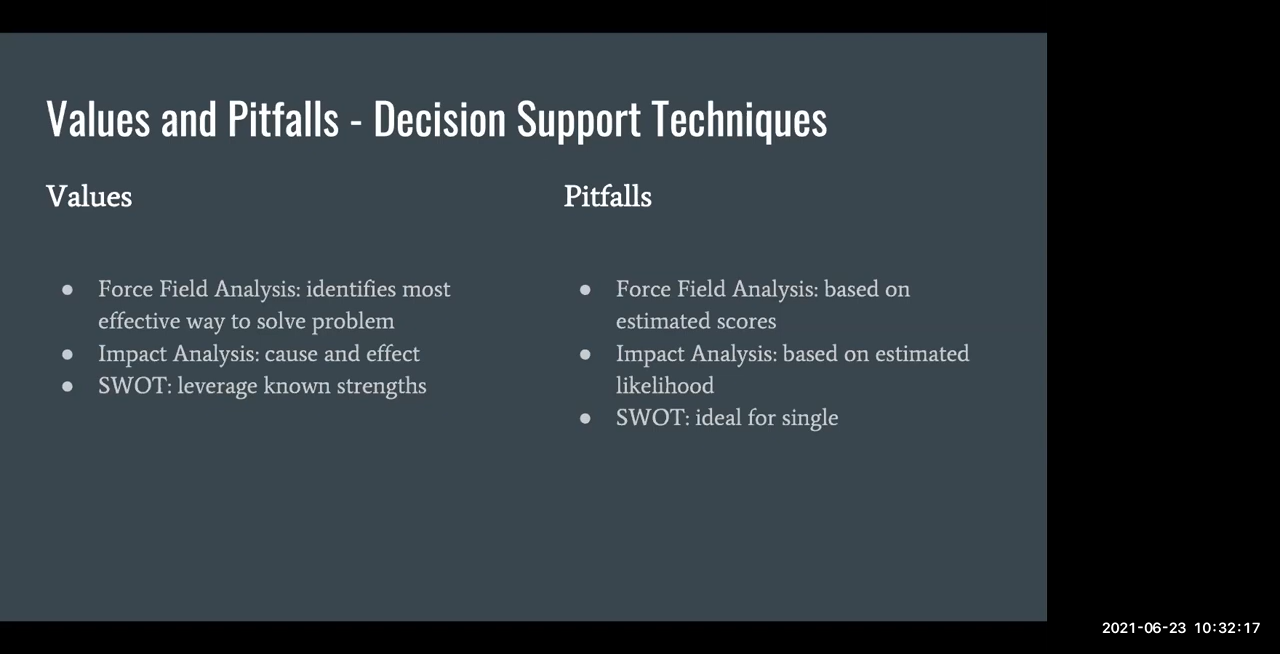 Values and Pitfalls - Decision Support Techniques
Values
● Force Field Analysis: identifies most
effective way to solve problem
● Impact Analysis: cause and effect
● SWOT: leverage known strengths
Pitfalls
● Force Field Analysis: based on
estimated scores
● Impact Analysis: based on estimated
likelihood
● SWOT: ideal for single
2021-06-23 10:32:17